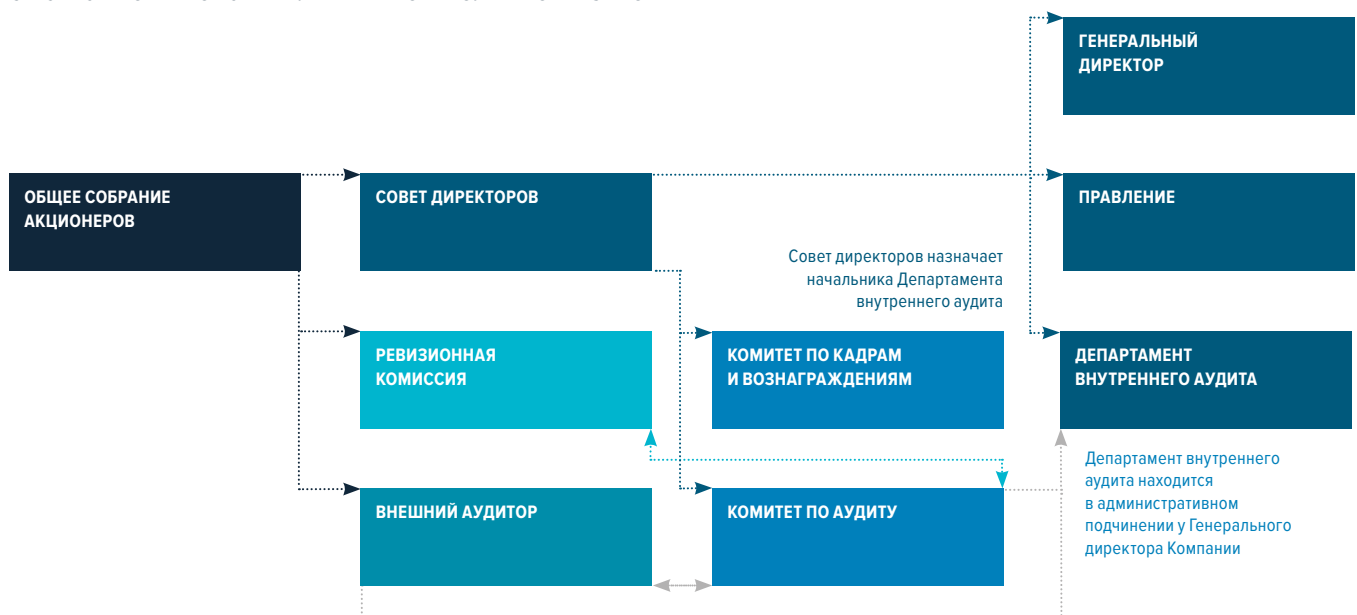 ГЕНЕРАЛЬНЫЙ
ДИРЕКТОР
ОБЩЕЕ СОБРАНИЕ
АКЦИОНЕРОВ
СОВЕТ ДИРЕКТОРОВ
ПРАВЛЕНИЕ
Совет директоров назначает
начальника Департамента
внутреннего аудита
РЕВИЗИОННАЯ
КОМИССИЯ
КОМИТЕТ ПО КАДРАМ
И ВОЗНАГРАЖДЕНИЯМ
ДЕПАРТАМЕНТ
ВНУТРЕННЕГО АУДИТА
Департамент внутреннего
аудита находится
в административном
подчинении у Генерального
директора Компании
ВНЕШНИЙ АУДИТОР
КОМИТЕТ ПО АУДИТУ